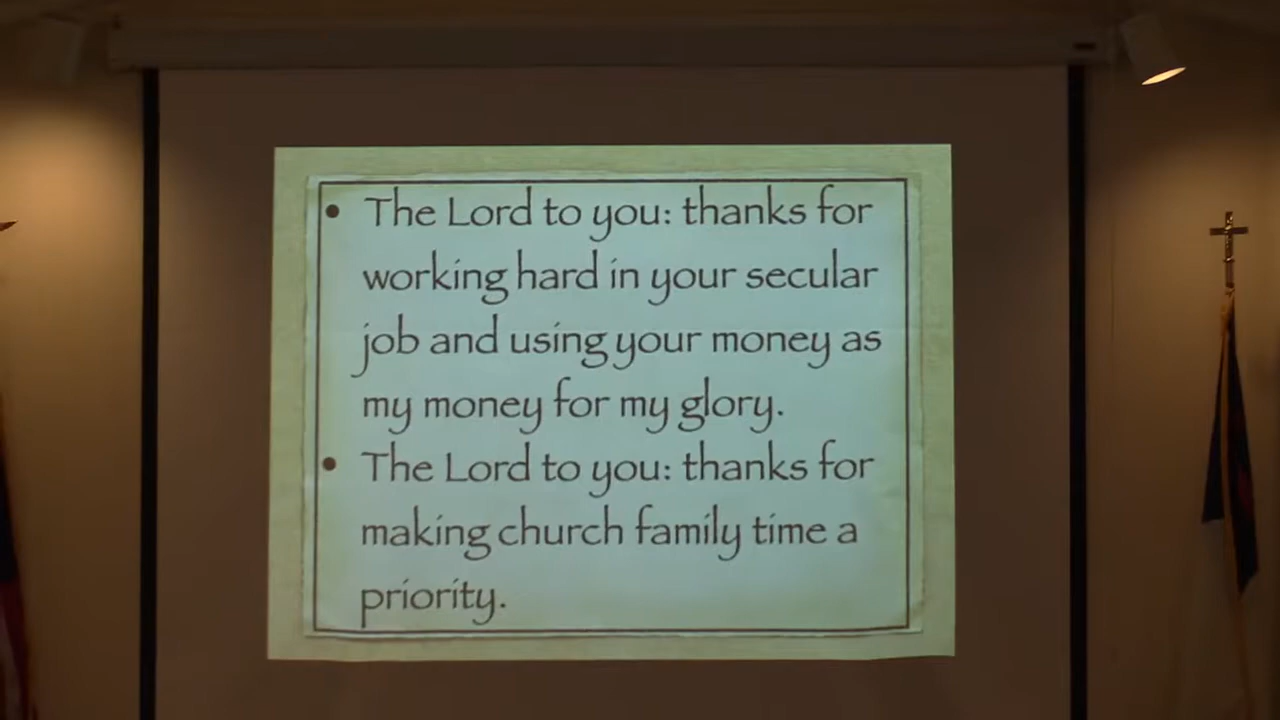 • The Lord to you: thanks for
working hard in your secular
job and using your money as
my money for my glory.
• The Lord to you: thanks for
making church family time a
priority.